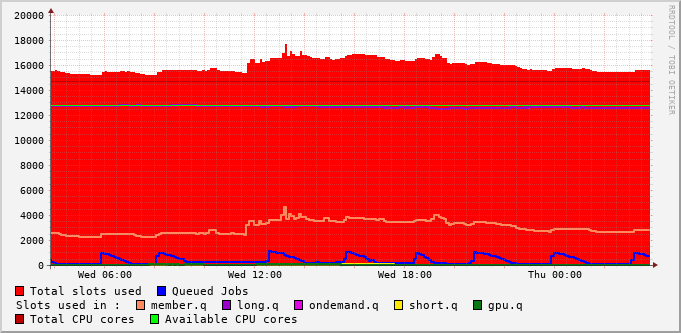 20000
18000
16000
14000
12000
10000
8000
6000
4000
2000
0
Wed 06:00 Wed 12:00 Wed 18:00 Thu 00:00
Total slots used Queued Jobs
Slots used in : member.q long.q ondemand.q short.q gpu.q
Total CPU cores Available CPU cores
RRDTOOL / TOBI OETIKER